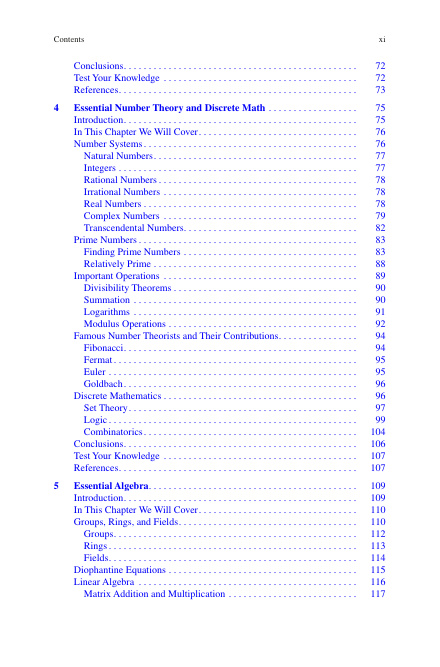 Contents xi
Conclusions. . . . . . . . . . . . . . . . . . . . . . . . . . . . . . . . . . . . . . . . 72
Test Your Knowledge . . . . . . . . . . . . . . . . . . . . . . . . . . . . . . . . . 72
References. . . . . . . . . . . . . . . . . . . . . . . . . . . . . . . . . . . . . . . . . 73
4 Essential Number Theory and Discrete Math . . . . . . . . . . . . . . . 75
Introduction. . . . . . . . . . . . . . . . . . . . . . . . . . . . . . . . . . . . . . . . 75
In This Chapter We Will Cover. . . . . . . . . . . . . . . . . . . . . . . . . . . 76
Number Systems . . . . . . . . . . . . . . . . . . . . . . . . . . . . . . . . . . . . 76
Natural Numbers . . . . . . . . . . . . . . . . . . . . . . . . . . . . . . . . . . . 77
Integers . . . . . . . . . . . . . . . . . . . . . . . . . . . . . . . . . . . . . . . . . 77
Rational Numbers . . . . . . . . . . . . . . . . . . . . . . . . . . . . . . . . . . 78
Irrational Numbers . . . . . . . . . . . . . . . . . . . . . . . . . . . . . . . . . 78
Real Numbers . . . . . . . . . . . . . . . . . . . . . . . . . . . . . . . . . . . . . 78
Complex Numbers . . . . . . . . . . . . . . . . . . . . . . . . . . . . . . . . . 79
Transcendental Numbers. . . . . . . . . . . . . . . . . . . . . . . . . . . . . . 82
Prime Numbers . . . . . . . . . . . . . . . . . . . . . . . . . . . . . . . . . . . . . 83
Finding Prime Numbers . . . . . . . . . . . . . . . . . . . . . . . . . . . . . . 83
Relatively Prime . . . . . . . . . . . . . . . . . . . . . . . . . . . . . . . . . . . 88
Important Operations . . . . . . . . . . . . . . . . . . . . . . . . . . . . . . . . . 89
Divisibility Theorems . . . . . . . . . . . . . . . . . . . . . . . . . . . . . . . 90
Summation . . . . . . . . . . . . . . . . . . . . . . . . . . . . . . . . . . . . . . 90
Logarithms . . . . . . . . . . . . . . . . . . . . . . . . . . . . . . . . . . . . . . 91
Modulus Operations . . . . . . . . . . . . . . . . . . . . . . . . . . . . . . . . 92
Famous Number Theorists and Their Contributions. . . . . . . . . . . . . 94
Fibonacci. . . . . . . . . . . . . . . . . . . . . . . . . . . . . . . . . . . . . . . . 94
Fermat . . . . . . . . . . . . . . . . . . . . . . . . . . . . . . . . . . . . . . . . . . 95
Euler . . . . . . . . . . . . . . . . . . . . . . . . . . . . . . . . . . . . . . . . . . . 95
Goldbach. . . . . . . . . . . . . . . . . . . . . . . . . . . . . . . . . . . . . . . . 96
Discrete Mathematics . . . . . . . . . . . . . . . . . . . . . . . . . . . . . . . . . 96
Set Theory . . . . . . . . . . . . . . . . . . . . . . . . . . . . . . . . . . . . . . . 97
Logic . . . . . . . . . . . . . . . . . . . . . . . . . . . . . . . . . . . . . . . . . . . 99
Combinatorics . . . . . . . . . . . . . . . . . . . . . . . . . . . . . . . . . . . . 104
Conclusions. . . . . . . . . . . . . . . . . . . . . . . . . . . . . . . . . . . . . . . . 106
Test Your Knowledge . . . . . . . . . . . . . . . . . . . . . . . . . . . . . . . . . 107
References. . . . . . . . . . . . . . . . . . . . . . . . . . . . . . . . . . . . . . . . . 107
5 Essential Algebra . . . . . . . . . . . . . . . . . . . . . . . . . . . . . . . . . . . . 109
Introduction. . . . . . . . . . . . . . . . . . . . . . . . . . . . . . . . . . . . . . . . 109
In This Chapter We Will Cover. . . . . . . . . . . . . . . . . . . . . . . . . . . 110
Groups, Rings, and Fields. . . . . . . . . . . . . . . . . . . . . . . . . . . . . . 110
Groups. . . . . . . . . . . . . . . . . . . . . . . . . . . . . . . . . . . . . . . . . . 112
Rings . . . . . . . . . . . . . . . . . . . . . . . . . . . . . . . . . . . . . . . . . . . 113
Fields. . . . . . . . . . . . . . . . . . . . . . . . . . . . . . . . . . . . . . . . . . . 114
Diophantine Equations . . . . . . . . . . . . . . . . . . . . . . . . . . . . . . . . 115
Linear Algebra . . . . . . . . . . . . . . . . . . . . . . . . . . . . . . . . . . . . . 116
Matrix Addition and Multiplication . . . . . . . . . . . . . . . . . . . . . . 117